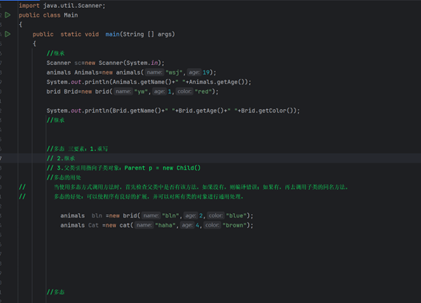 import java.util.Scanner;
public class Main
{
public static void main(String [] args)
{
//继承
Scanner sc=new Scanner(System.in);
animals Animals=new animals( name: "wsj", age: 19);
System.out.println(Animals.getName()+" "+Animals.getAge());
brid Brid=new brid( name: "yw", age: 1, color: "red");
System.out.println(Brid.getName()+" "+Brid.getAge()+" "+Brid.getColor());
//继承
//多态 三要素：1.重写
// 2.继承
// 3.父类引用指向子类对象：Parent p = new Child()
//多态的用处
// 当使用多态方式调用方法时，首先检查父类中是否有该方法，如果没有，则编译错误；如果有，再去调用子类的同名方法。
// 多态的好处：可以使程序有良好的扩展，并可以对所有类的对象进行通用处理。
animals bln =new brid( name: "bln", age: 2, color: "blue");
animals Cat =new cat( name: "haha", age: 4, color: "brown");
//多态